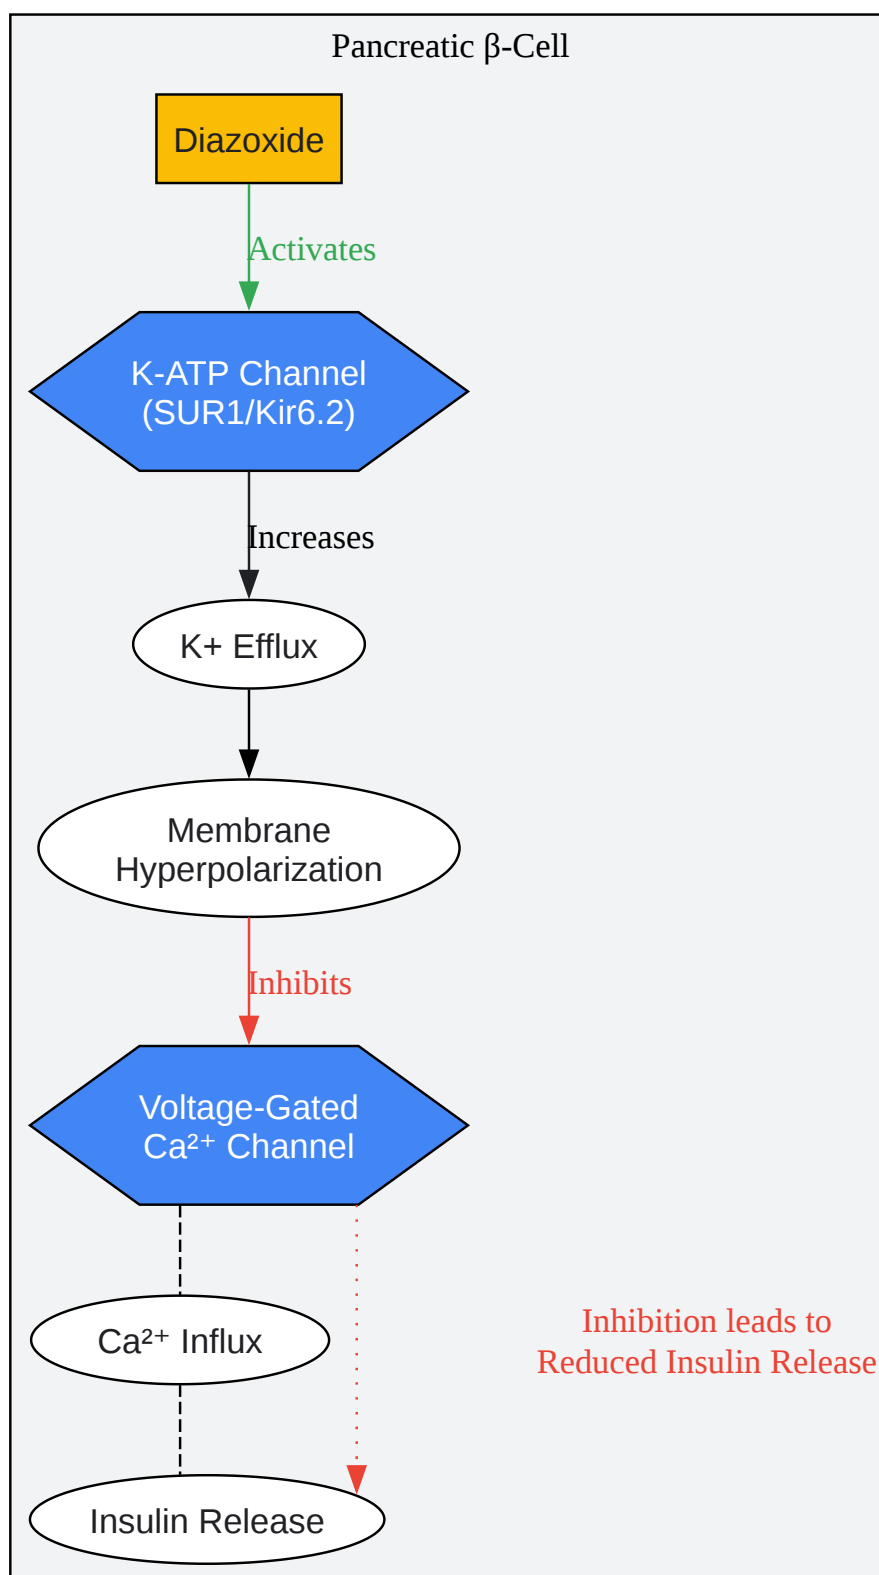 Pancreatic β-Cell
Diazoxide
Activates
K-ATP Channel
(SUR1/Kir6.2)
Increases
K+ Efflux
Membrane
Hyperpolarization
Inhibits
Voltage-Gated
Ca²⁺ Channel
Ca²⁺ Influx
Inhibition leads to
Reduced Insulin Release
Insulin Release